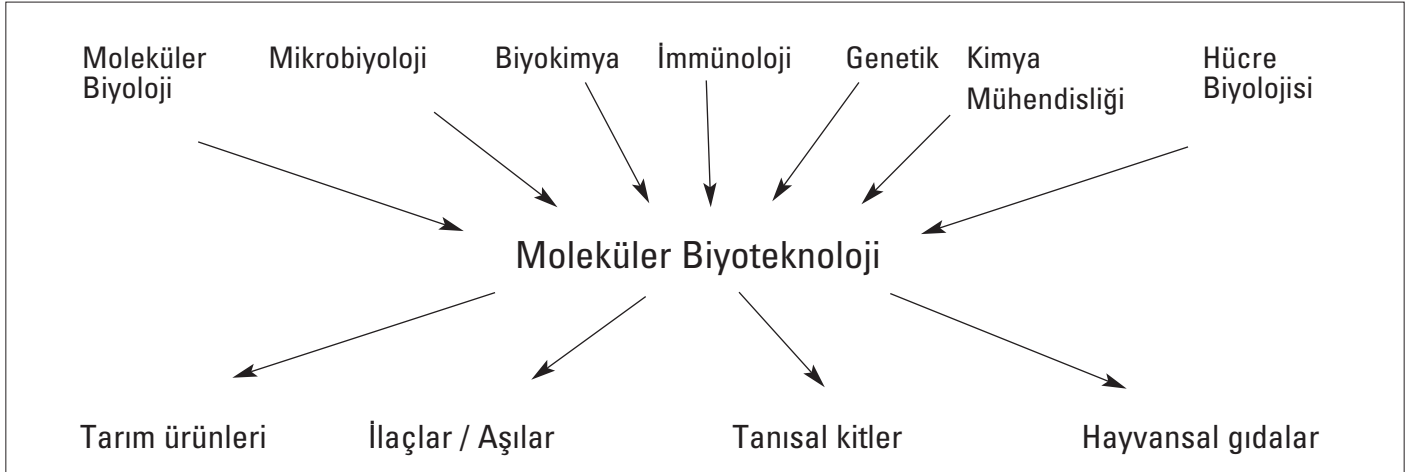 Moleküler Biyoloji
Mikrobiyoloji
Biyokimya
İmmünoloji
Genetik
Kimya Mühendisliği
Hücre Biyolojisi
Moleküler Biyoteknoloji
Tarım ürünleri
İlaçlar / Aşılar
Tanısal kitler
Hayvansal gıdalar